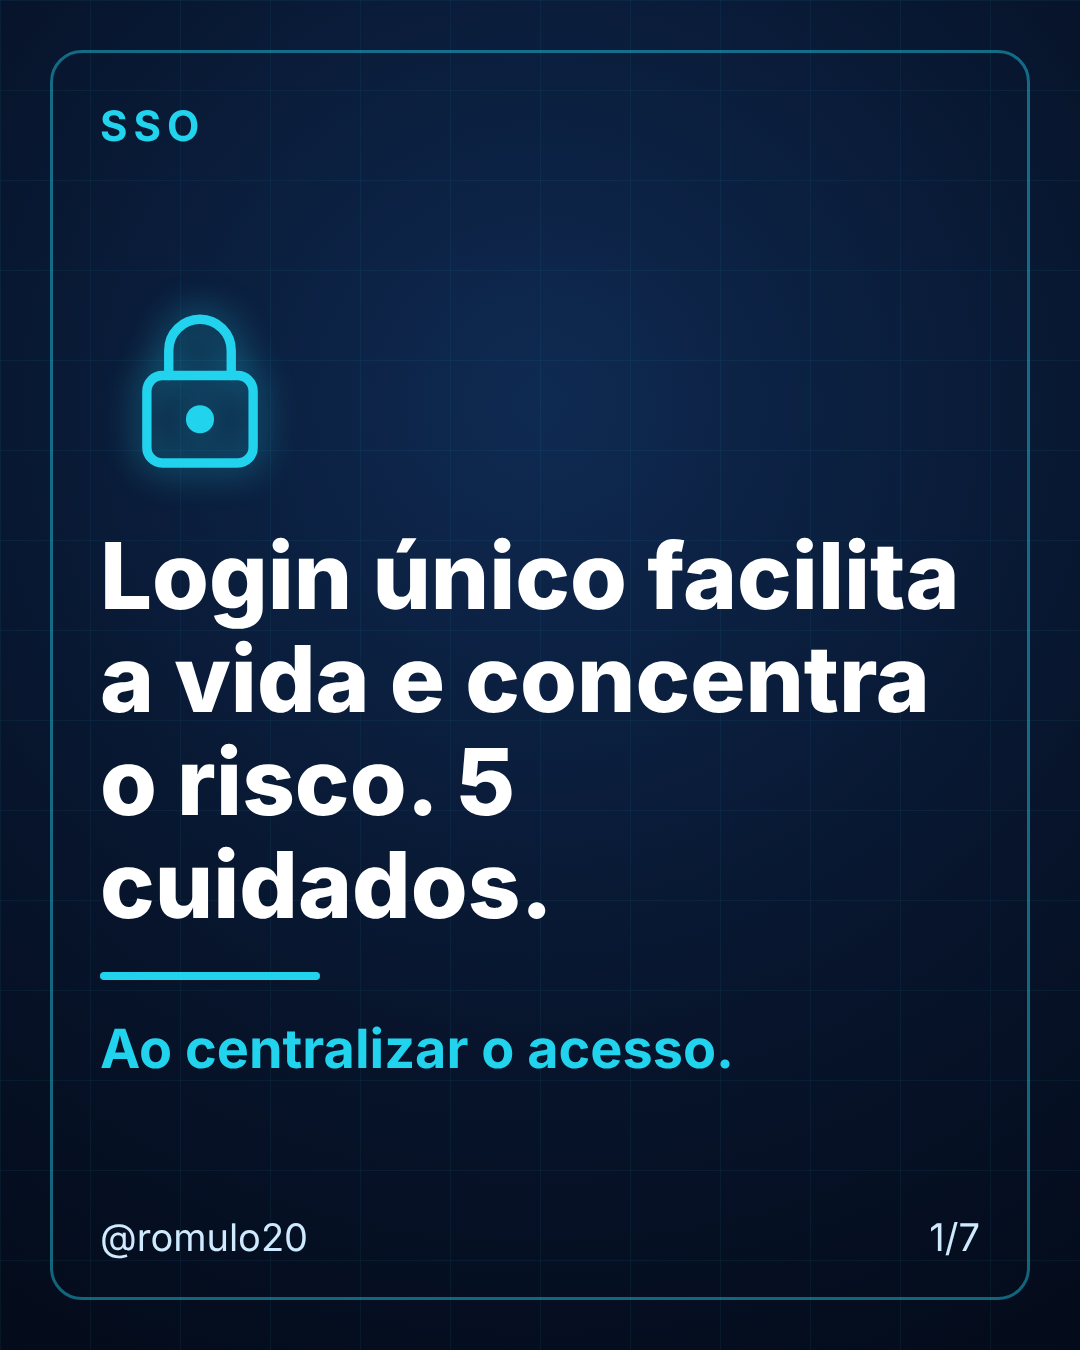 SSO
Login único facilita
a vida e concentra
o risco. 5
cuidados.
Ao centralizar o acesso.
@romulo20
1/7